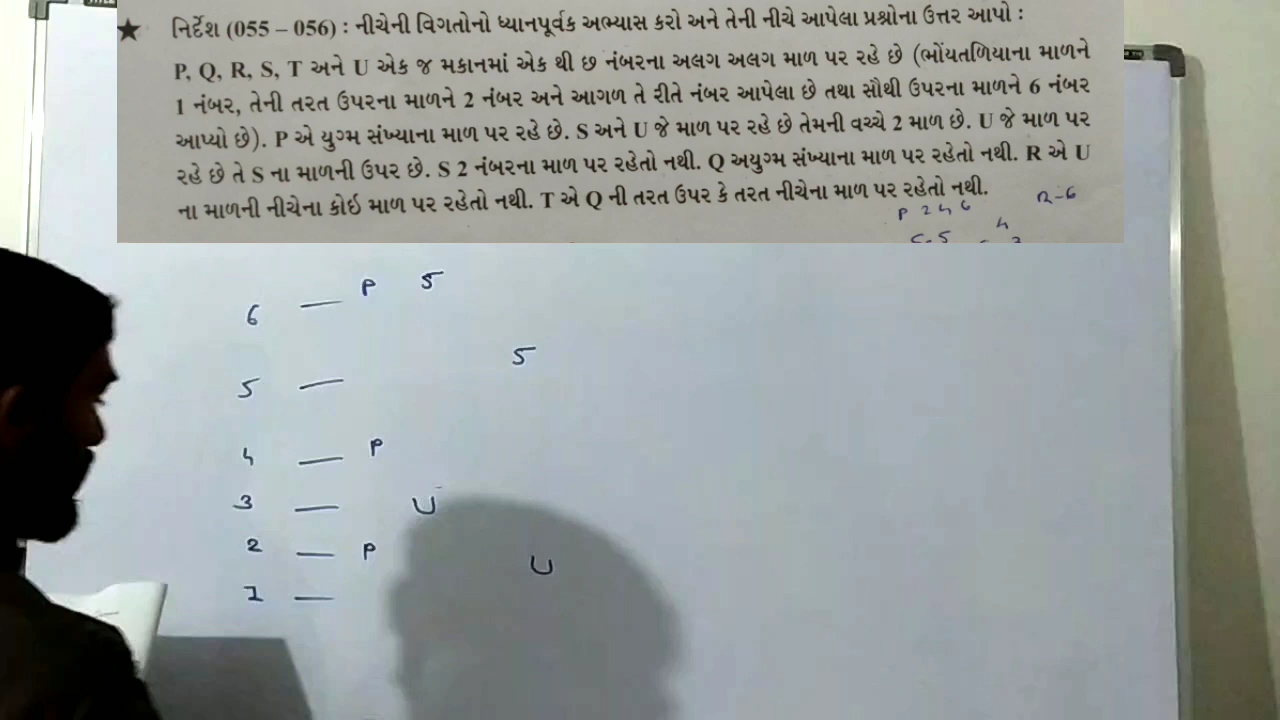 ★ નિર્દેશ (055 – 056) : નીચેની વિગતોનો ધ્યાનપૂર્વક અભ્યાસ કરો અને તેની નીચે આપેલા પ્રશ્નોના ઉત્તર આપો :
P, Q, R, S, T અને U એક જ મકાનમાં એક થી છ નંબરના અલગ અલગ માળ પર રહે છે (ભોંયતળિયાના માળને
1 નંબર, તેની તરત ઉપરના માળને 2 નંબર અને આગળ તે રીતે નંબર આપેલા છે તથા સૌથી ઉપરના માળને 6 નંબર
આપ્યો છે). P એ યુગ્મ સંખ્યાના માળ પર રહે છે. S અને U જે માળ પર રહે છે તેમની વચ્ચે 2 માળ છે. U જે માળ પર
રહે છે તે S ના માળની ઉપર છે. S 2 નંબરના માળ પર રહેતો નથી. Q અયુગ્મ સંખ્યાના માળ પર રહેતો નથી. R એ U
ના માળની નીચેના કોઈ માળ પર રહેતો નથી. T એ Q ની તરત ઉપર કે તરત નીચેના માળ પર રહેતો નથી.
P 2 4 6 R-6
4
6 — P 5
5
5 —
4 — P
3 — U
2 — P
U
1 —